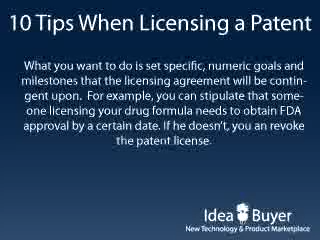 10 Tips When Licensing a Patent
What you want to do is set specific, numeric goals and
milestones that the licensing agreement will be contin-
gent upon. For example, you can stipulate that some-
one licensing your drug formula needs to obtain FDA
approval by a certain date. If he doesn't, you an revoke
the patent license.
Idea Buyer
New Technology & Product Marketplace